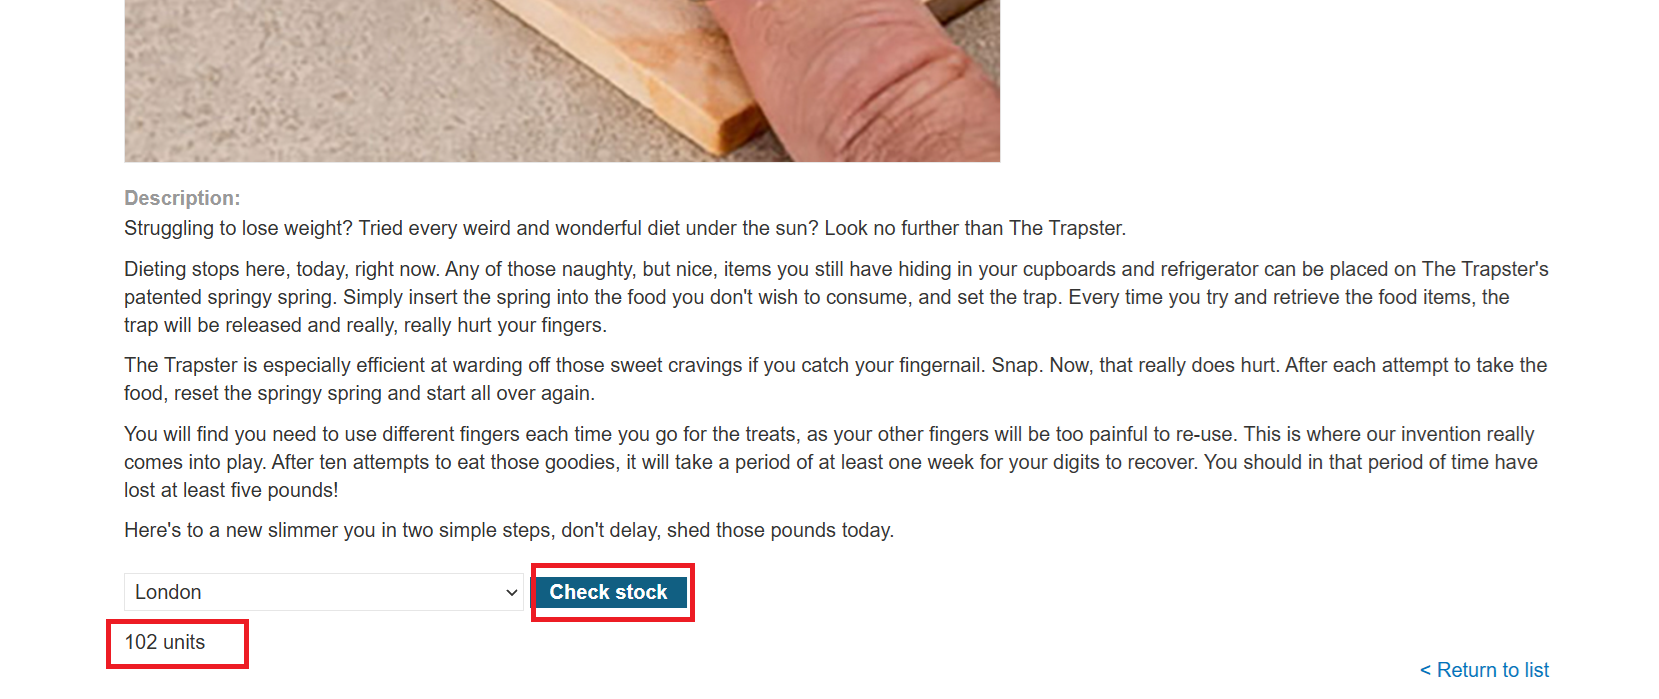 Description:
Struggling to lose weight? Tried every weird and wonderful diet under the sun? Look no further than The Trapster.
Dieting stops here, today, right now. Any of those naughty, but nice, items you still have hiding in your cupboards and refrigerator can be placed on The Trapster's
patented springy spring. Simply insert the spring into the food you don't wish to consume, and set the trap. Every time you try and retrieve the food items, the
trap will be released and really, really hurt your fingers.
The Trapster is especially efficient at warding off those sweet cravings if you catch your fingernail. Snap. Now, that really does hurt. After each attempt to take the
food, reset the springy spring and start all over again.
You will find you need to use different fingers each time you go for the treats, as your other fingers will be too painful to re-use. This is where our invention really
comes into play. After ten attempts to eat those goodies, it will take a period of at least one week for your digits to recover. You should in that period of time have
lost at least five pounds!
Here's to a new slimmer you in two simple steps, don't delay, shed those pounds today.
London
Check stock
102 units
< Return to list